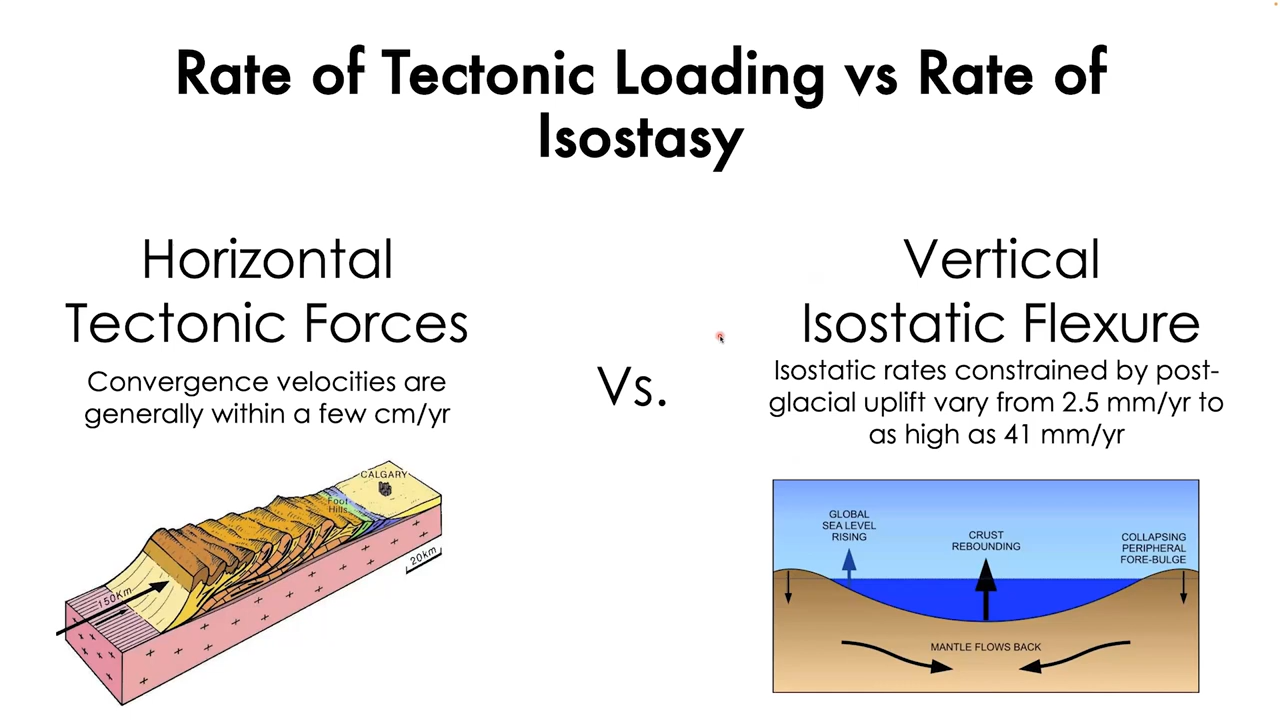 Rate of Tectonic Loading vs Rate of
Isostasy
Horizontal
Tectonic Forces
Convergence velocities are
generally within a few cm/yr
Vs.
Vertical
Isostatic Flexure
Isostatic rates constrained by post-
glacial uplift vary from 2.5 mm/yr to
as high as 41 mm/yr
CALGARY
Foot
Hills
20km
150Km
GLOBAL
SEA LEVEL
RISING
CRUST
REBOUNDING
COLLAPSING
PERIPHERAL
FORE-BULGE
MANTLE FLOWS BACK